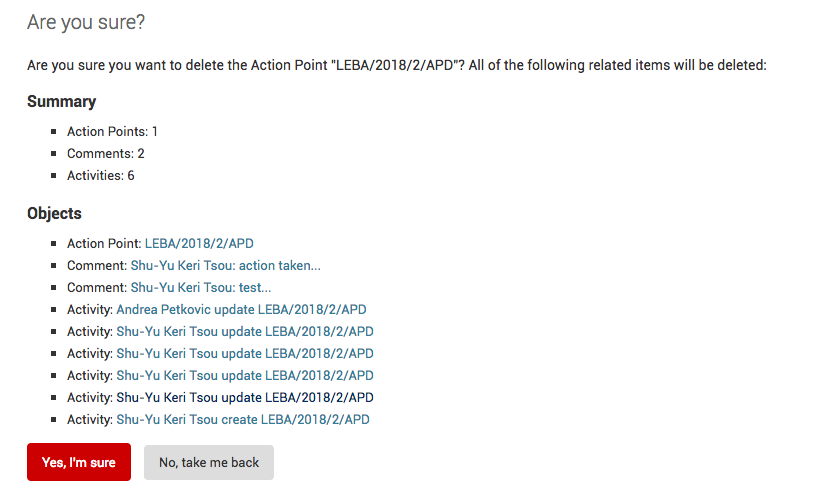 Are you sure?
Are you sure you want to delete the Action Point "LEBA/2018/2/APD"? All of the following related items will be deleted:
Summary
Action Points: 1
Comments: 2
Activities: 6
Objects
Action Point: LEBA/2018/2/APD
Comment: Shu-Yu Keri Tsou: action taken...
Comment: Shu-Yu Keri Tsou: test...
Activity: Andrea Petkovic update LEBA/2018/2/APD
Activity: Shu-Yu Keri Tsou update LEBA/2018/2/APD
Activity: Shu-Yu Keri Tsou update LEBA/2018/2/APD
Activity: Shu-Yu Keri Tsou update LEBA/2018/2/APD
Activity: Shu-Yu Keri Tsou update LEBA/2018/2/APD
Activity: Shu-Yu Keri Tsou create LEBA/2018/2/APD
Yes, I'm sure No, take me back